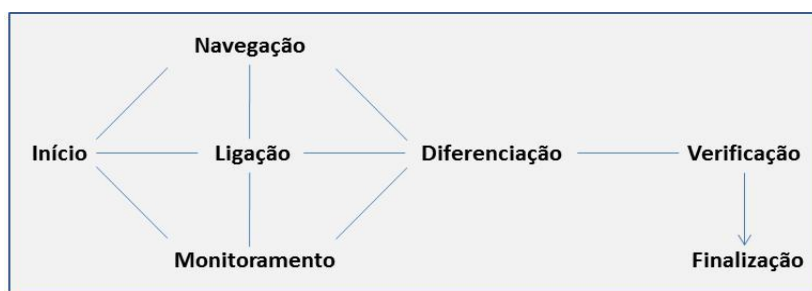 Navegação
Início Ligação Diferenciação Verificação
Monitoramento Finalização